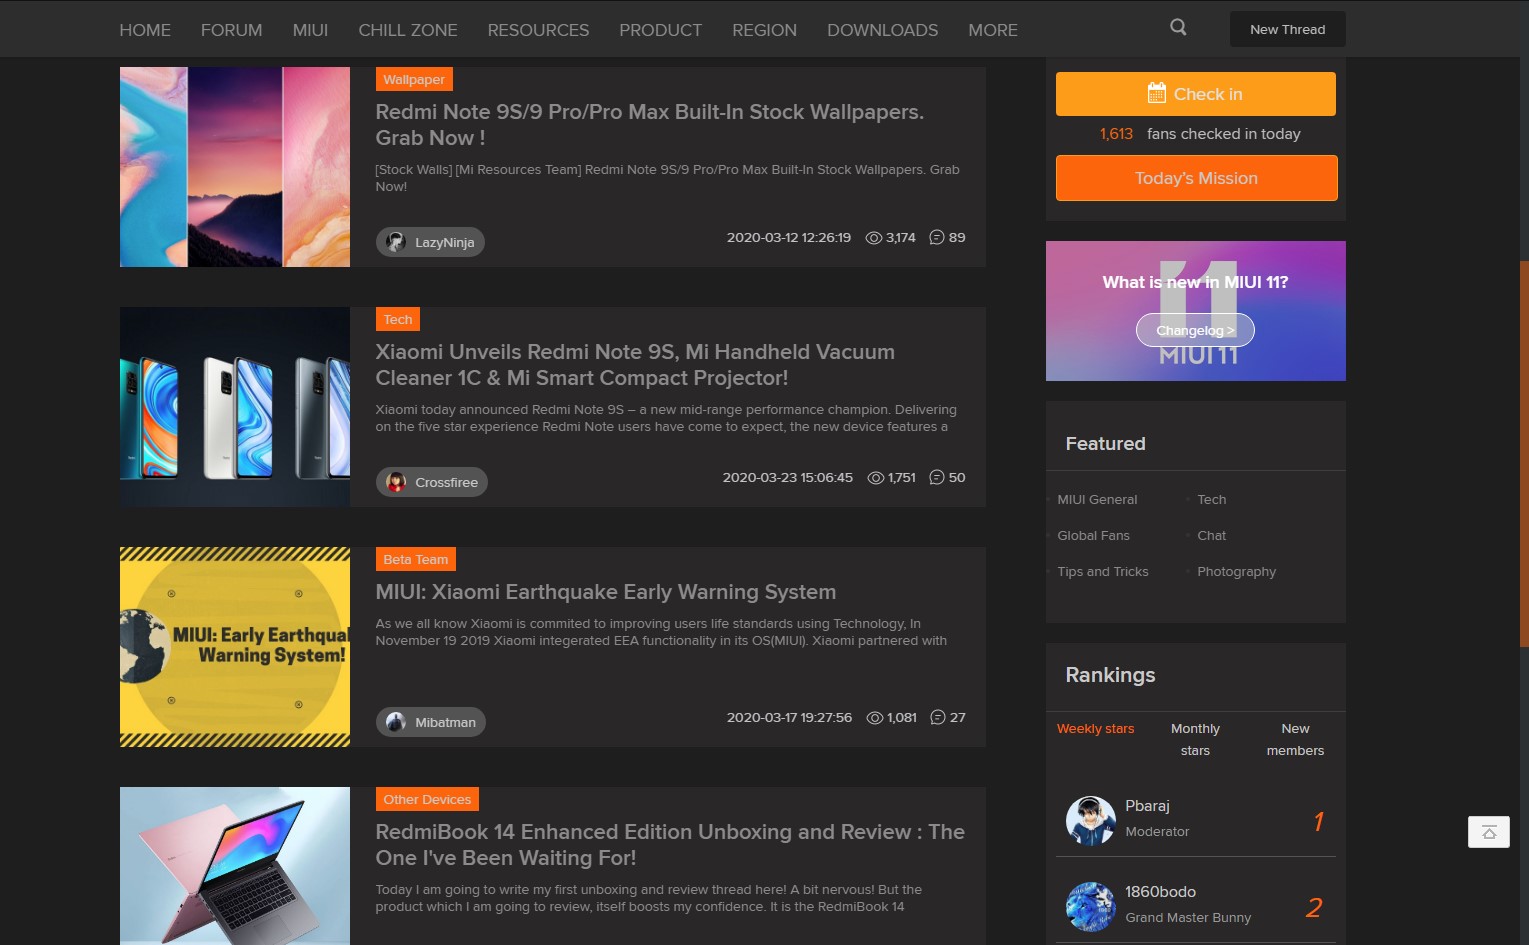 HOME FORUM MIUI CHILL ZONE RESOURCES PRODUCT REGION DOWNLOADS MORE New Thread
Wallpaper
Redmi Note 9S/9 Pro/Pro Max Built-In Stock Wallpapers.
Grab Now !
[Stock Walls] [Mi Resources Team] Redmi Note 9S/9 Pro/Pro Max Built-In Stock Wallpapers. Grab
Now!
LazyNinja 2020-03-12 12:26:19 3,174 89
Tech
Xiaomi Unveils Redmi Note 9S, Mi Handheld Vacuum
Cleaner 1C & Mi Smart Compact Projector!
Xiaomi today announced Redmi Note 9S – a new mid-range performance champion. Delivering
on the five star experience Redmi Note users have come to expect, the new device features a
Crossfiree 2020-03-23 15:06:45 1,751 50
MIUI: Early Earthqual
Warning System!
Beta Team
MIUI: Xiaomi Earthquake Early Warning System
As we all know Xiaomi is commited to improving users life standards using Technology, In
November 19 2019 Xiaomi integerated EEA functionality in its OS(MIUI). Xiaomi partnered with
Mibatman 2020-03-17 19:27:56 1,081 27
Other Devices
RedmiBook 14 Enhanced Edition Unboxing and Review : The
One I've Been Waiting For!
Today I am going to write my first unboxing and review thread here! A bit nervous! But the
product which I am going to review, itself boosts my confidence. It is the RedmiBook 14
Check in
1,613 fans checked in today
Today's Mission
What is new in MIUI 11?
11
Changelog >
MIUI 11
Featured
MIUI General Tech
Global Fans Chat
Tips and Tricks Photography
Rankings
Weekly stars Monthly stars New members
Pbaraj
Moderator
1
1860bodo
Grand Master Bunny
2